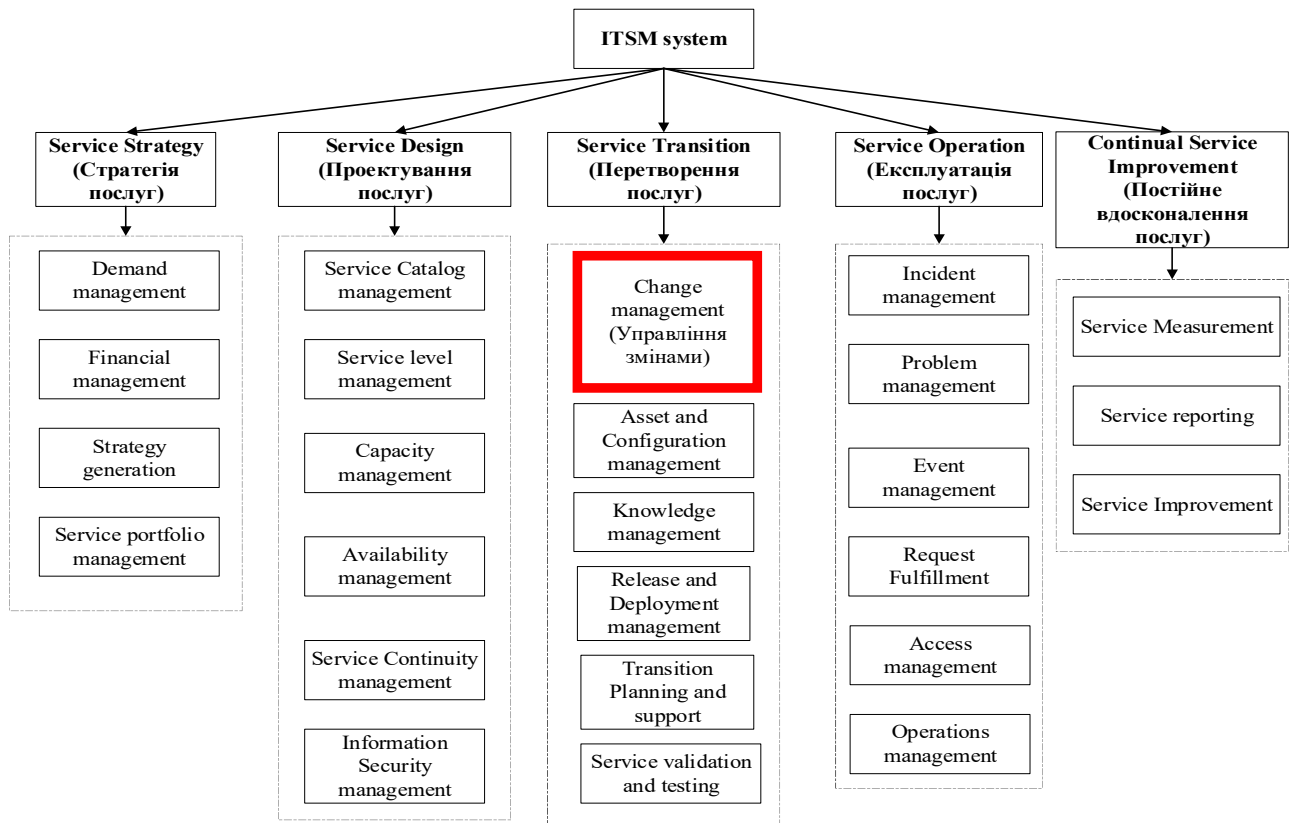 ITSM system
Service Strategy
(Стратегія
послуг)
Demand
management
Financial
management
Strategy
generation
Service portfolio
management
Service Design
(Проектування
послуг)
Service Catalog
management
Service level
management
Capacity
management
Availability
management
Service Continuity
management
Information
Security
management
Service Transition
(Перетворення
послуг)
Change
management
(Управління
змінами)
Asset and
Configuration
management
Knowledge
management
Release and
Deployment
management
Transition
Planning and
support
Service validation
and testing
Service Operation
(Експлуатація
послуг)
Incident
management
Problem
management
Event
management
Request
Fulfillment
Access
management
Operations
management
Continual Service
Improvement
(Постійне
вдосконалення
послуг)
Service Measurement
Service reporting
Service Improvement